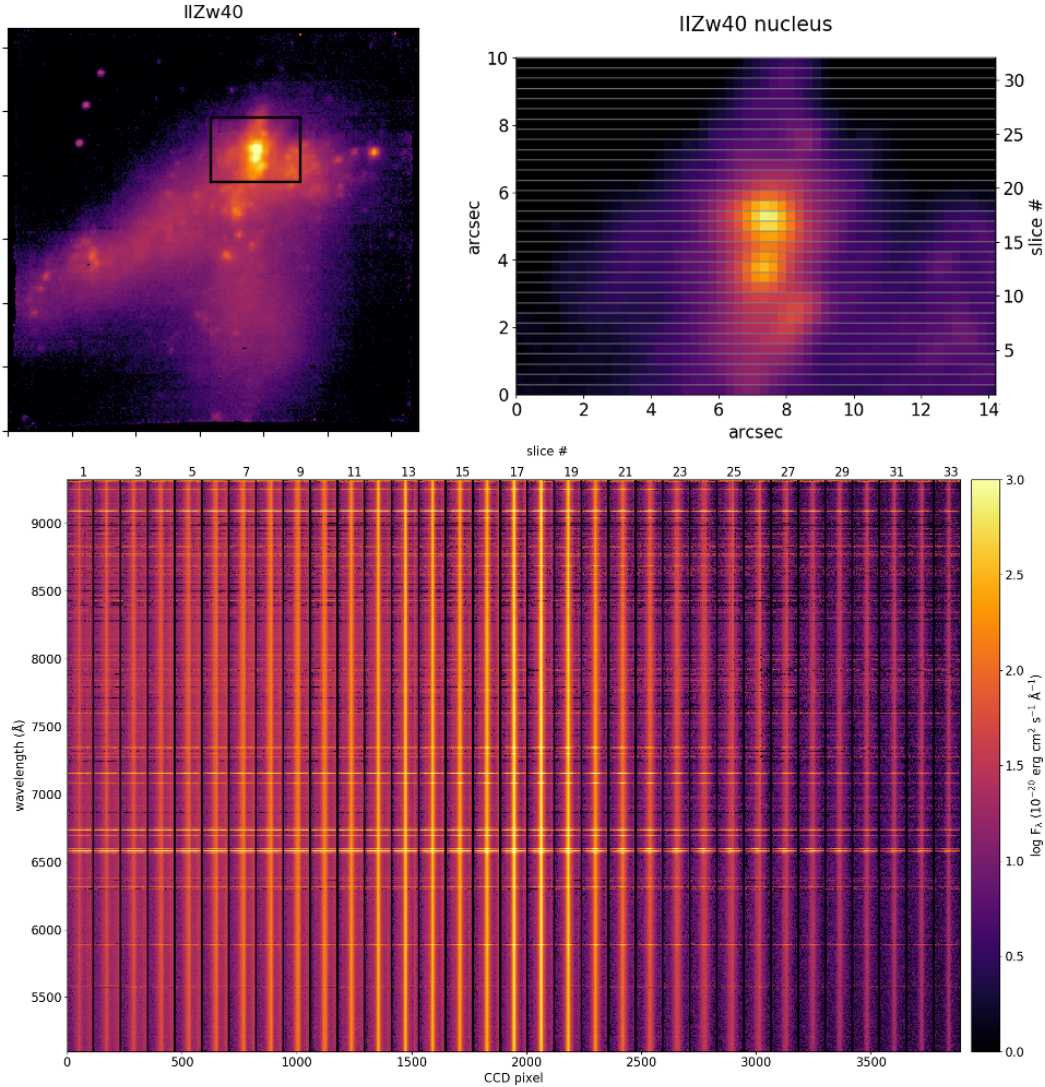 IIZw40
IIZw40 nucleus
10
8
6
4
2
0
arcsec
0 2 4 6 8 10 12 14
arcsec
30
25
20
15
10
5
slice #
slice #
1 3 5 7 9 11 13 15 17 19 21 23 25 27 29 31 33
9000
8500
8000
7500
7000
6500
6000
5500
wavelength (Å)
0 500 1000 1500 2000 2500 3000 3500
CCD pixel
3.0
2.5
2.0
1.5
1.0
0.5
0.0
log Fλ (10⁻²⁰ erg cm² s⁻¹ Å⁻¹)